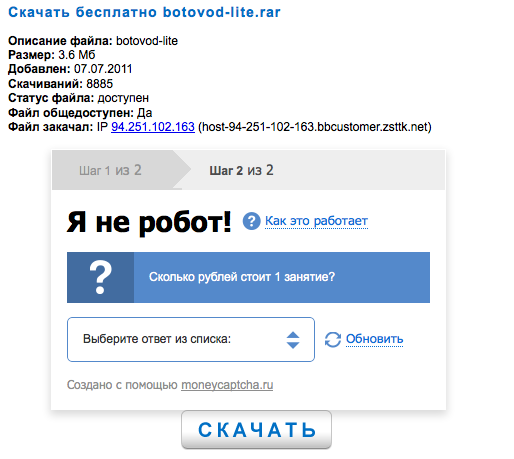 Скачать бесплатно botovod-lite.rar
Описание файла: botovod-lite
Размер: 3.6 Мб
Добавлен: 07.07.2011
Скачиваний: 8885
Статус файла: доступен
Файл общедоступен: Да
Файл закачал: IP 94.251.102.163 (host-94-251-102-163.bbcustomer.zsttk.net)
Шаг 1 из 2 Шаг 2 из 2
Я не робот! ? Как это работает
? Сколько рублей стоит 1 занятие?
Выберите ответ из списка: Обновить
Создано с помощью moneycaptcha.ru
СКАЧАТЬ